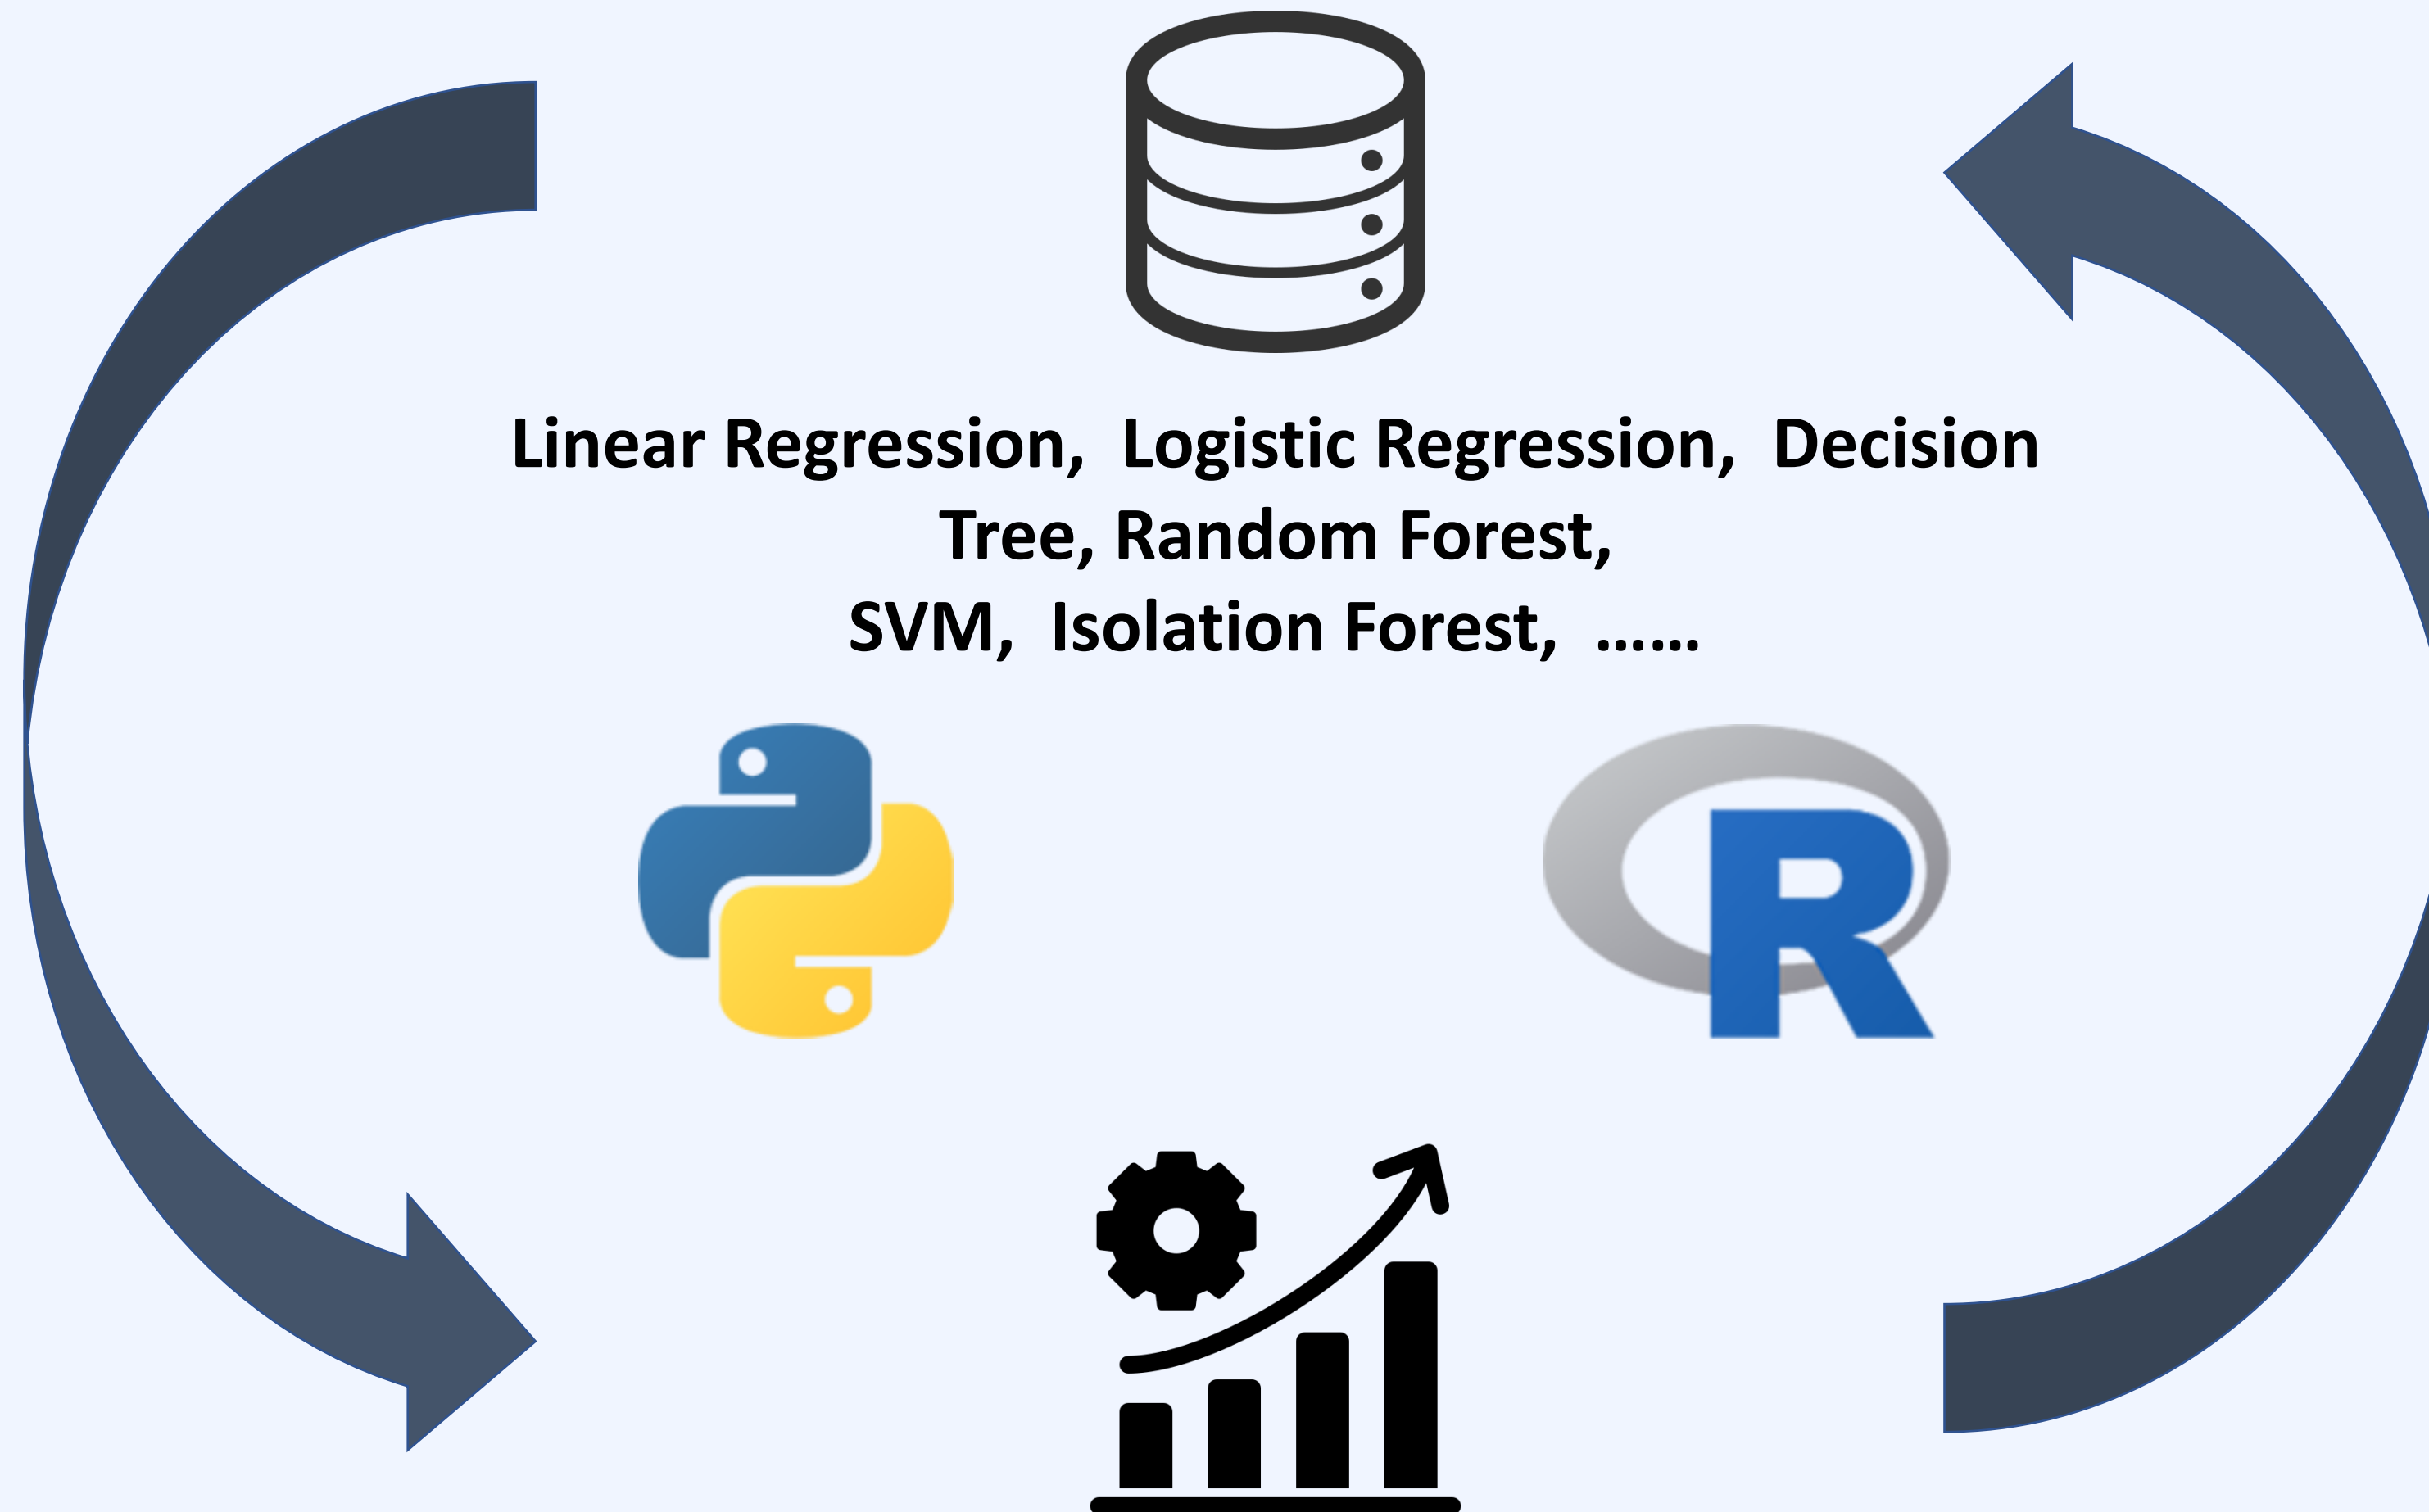 Linear Regression,  Logistic Regression,  Decision
Tree, Random Forest,
SVM,  Isolation Forest,  ……
R